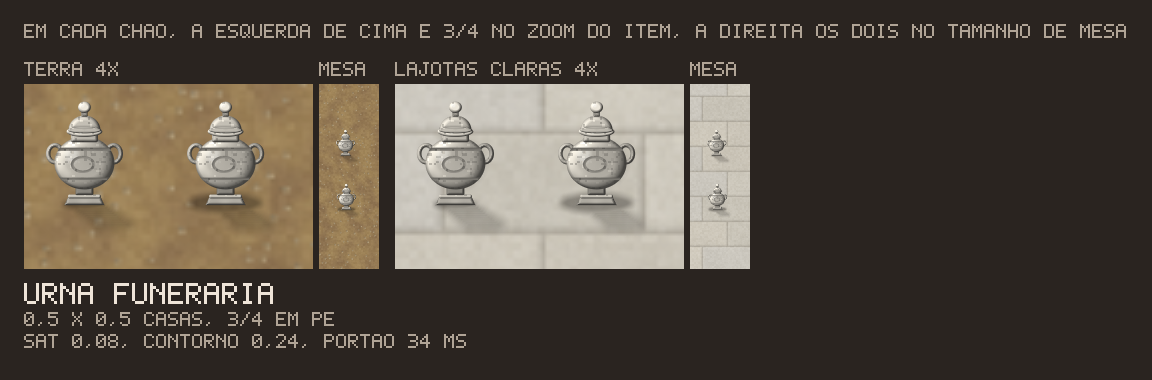 EM CADA CHAO, A ESQUERDA DE CIMA E 3/4 NO ZOOM DO ITEM, A DIREITA OS DOIS NO TAMANHO DE MESA
TERRA 4X MESA LAJOTAS CLARAS 4X MESA
URNA FUNERARIA
0,5 X 0,5 CASAS, 3/4 EM PE
SAT 0,08, CONTORNO 0,24, PORTAO 34 MS